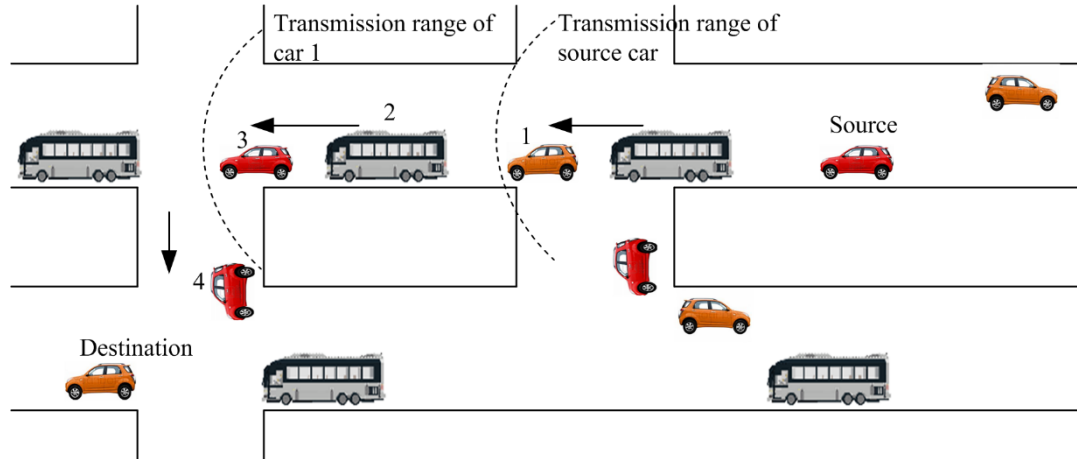 Transmission range of
car 1
Transmission range of
source car
2
3
1
Source
4
Destination